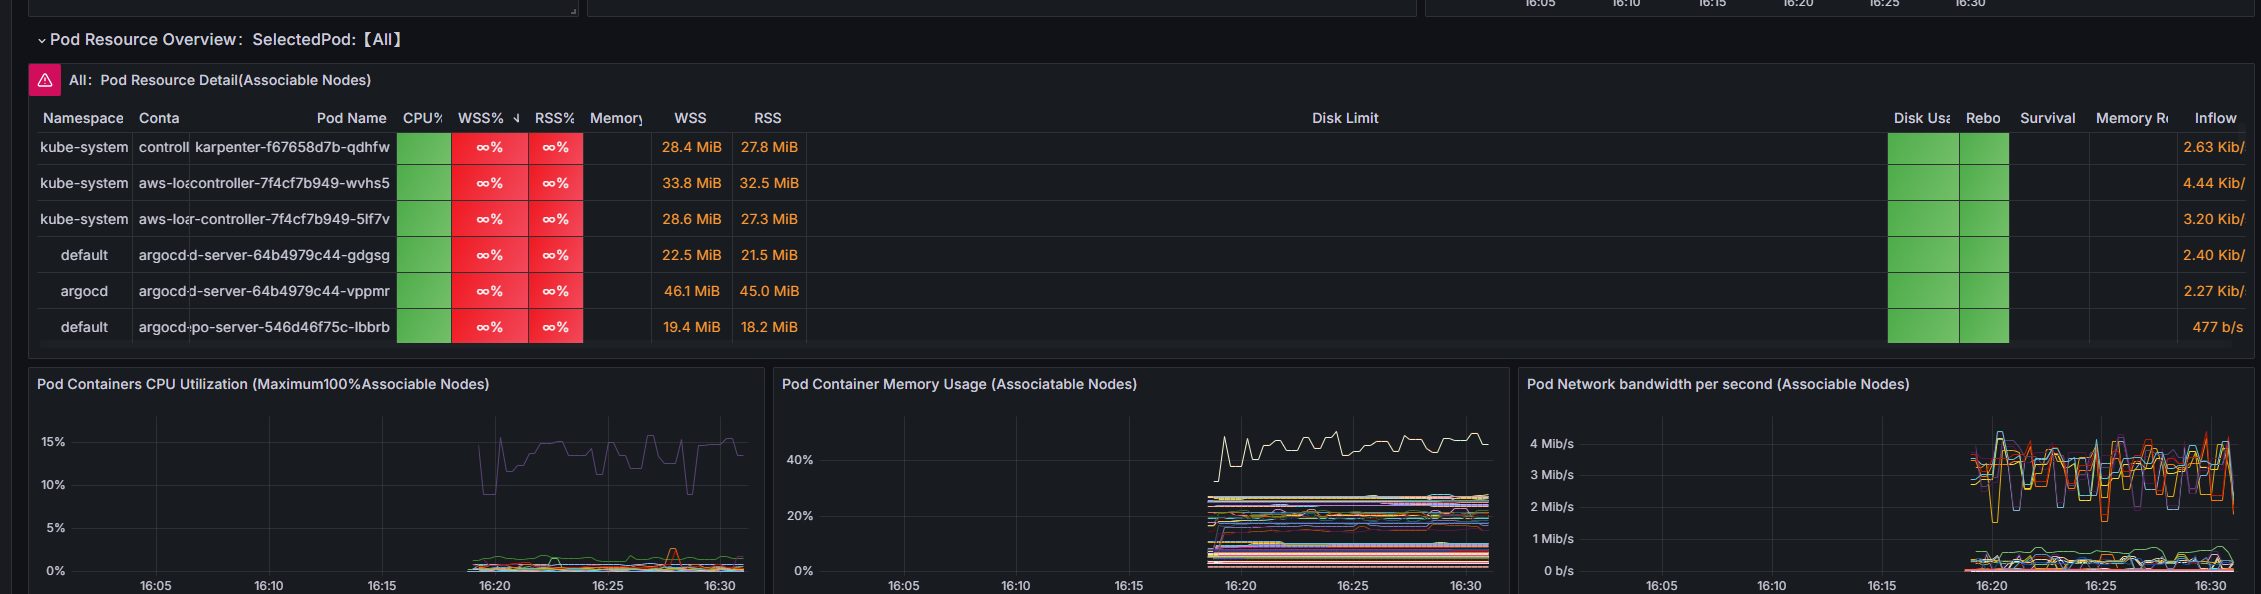 16:05 16:10 16:15 16:20 16:25 16:30
Pod Resource Overview： SelectedPod:【All】
All： Pod Resource Detail(Associable Nodes)
Namespace Conta Pod Name CPU% WSS% RSS% Memory WSS RSS Disk Limit Disk Usa Rebo Survival Memory Re Inflow
kube-system controll karpenter-f67658d7b-qdhfw ∞% ∞% 28.4 MiB 27.8 MiB 2.63 Kib/
kube-system aws-loa controller-7f4cf7b949-wvhs5 ∞% ∞% 33.8 MiB 32.5 MiB 4.44 Kib/
kube-system aws-loa r-controller-7f4cf7b949-5lf7v ∞% ∞% 28.6 MiB 27.3 MiB 3.20 Kib/
default argocd- d-server-64b4979c44-gdgsg ∞% ∞% 22.5 MiB 21.5 MiB 2.40 Kib/
argocd argocd- d-server-64b4979c44-vppmr ∞% ∞% 46.1 MiB 45.0 MiB 2.27 Kib/
default argocd- po-server-546d46f75c-lbbrb ∞% ∞% 19.4 MiB 18.2 MiB 477 b/s
Pod Containers CPU Utilization (Maximum100%Associable Nodes)
15%
10%
5%
0%
16:05 16:10 16:15 16:20 16:25 16:30
Pod Container Memory Usage (Associatable Nodes)
40%
20%
0%
16:05 16:10 16:15 16:20 16:25 16:30
Pod Network bandwidth per second (Associable Nodes)
4 Mib/s
3 Mib/s
2 Mib/s
1 Mib/s
0 b/s
16:05 16:10 16:15 16:20 16:25 16:30